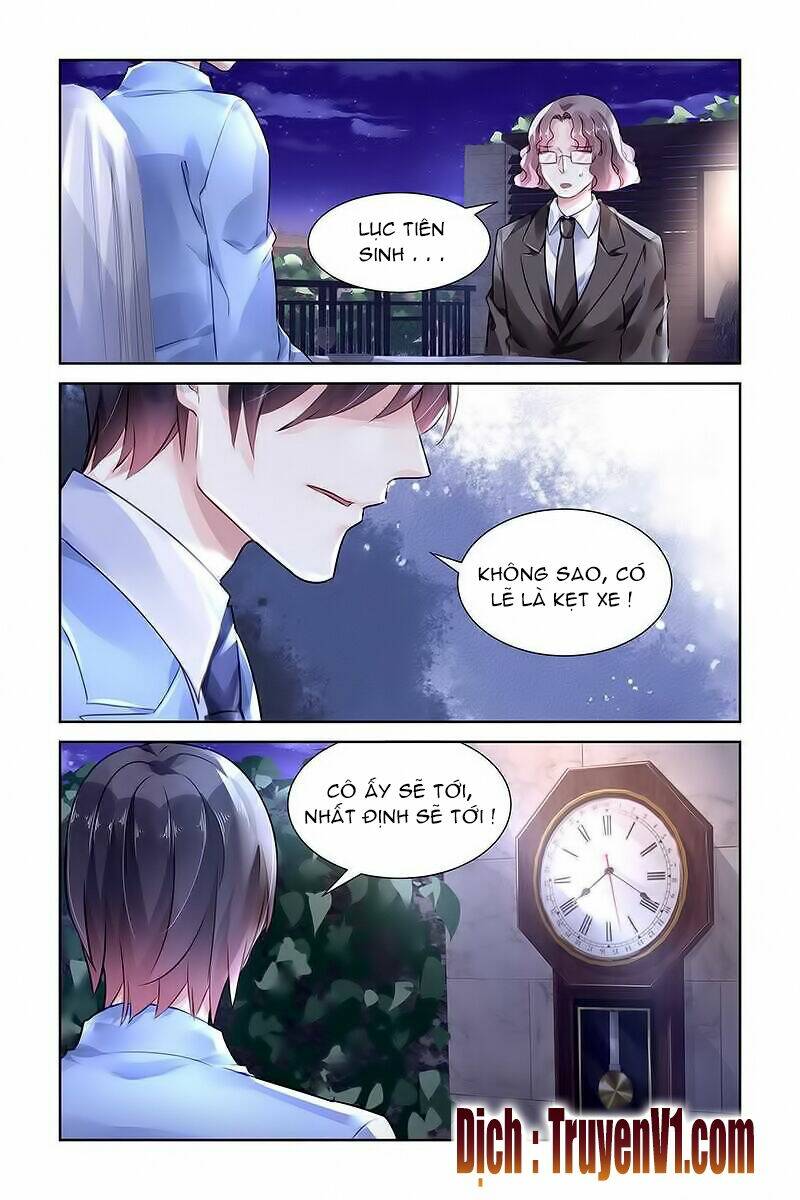 LỤC TIÊN
SINH . . .
KHÔNG SAO, CÓ
LẼ LÀ KẸT XE !
CÔ ẤY SẼ TỚI,
NHẤT ĐỊNH SẼ TỚI !
Dịch : TruyenV1.com